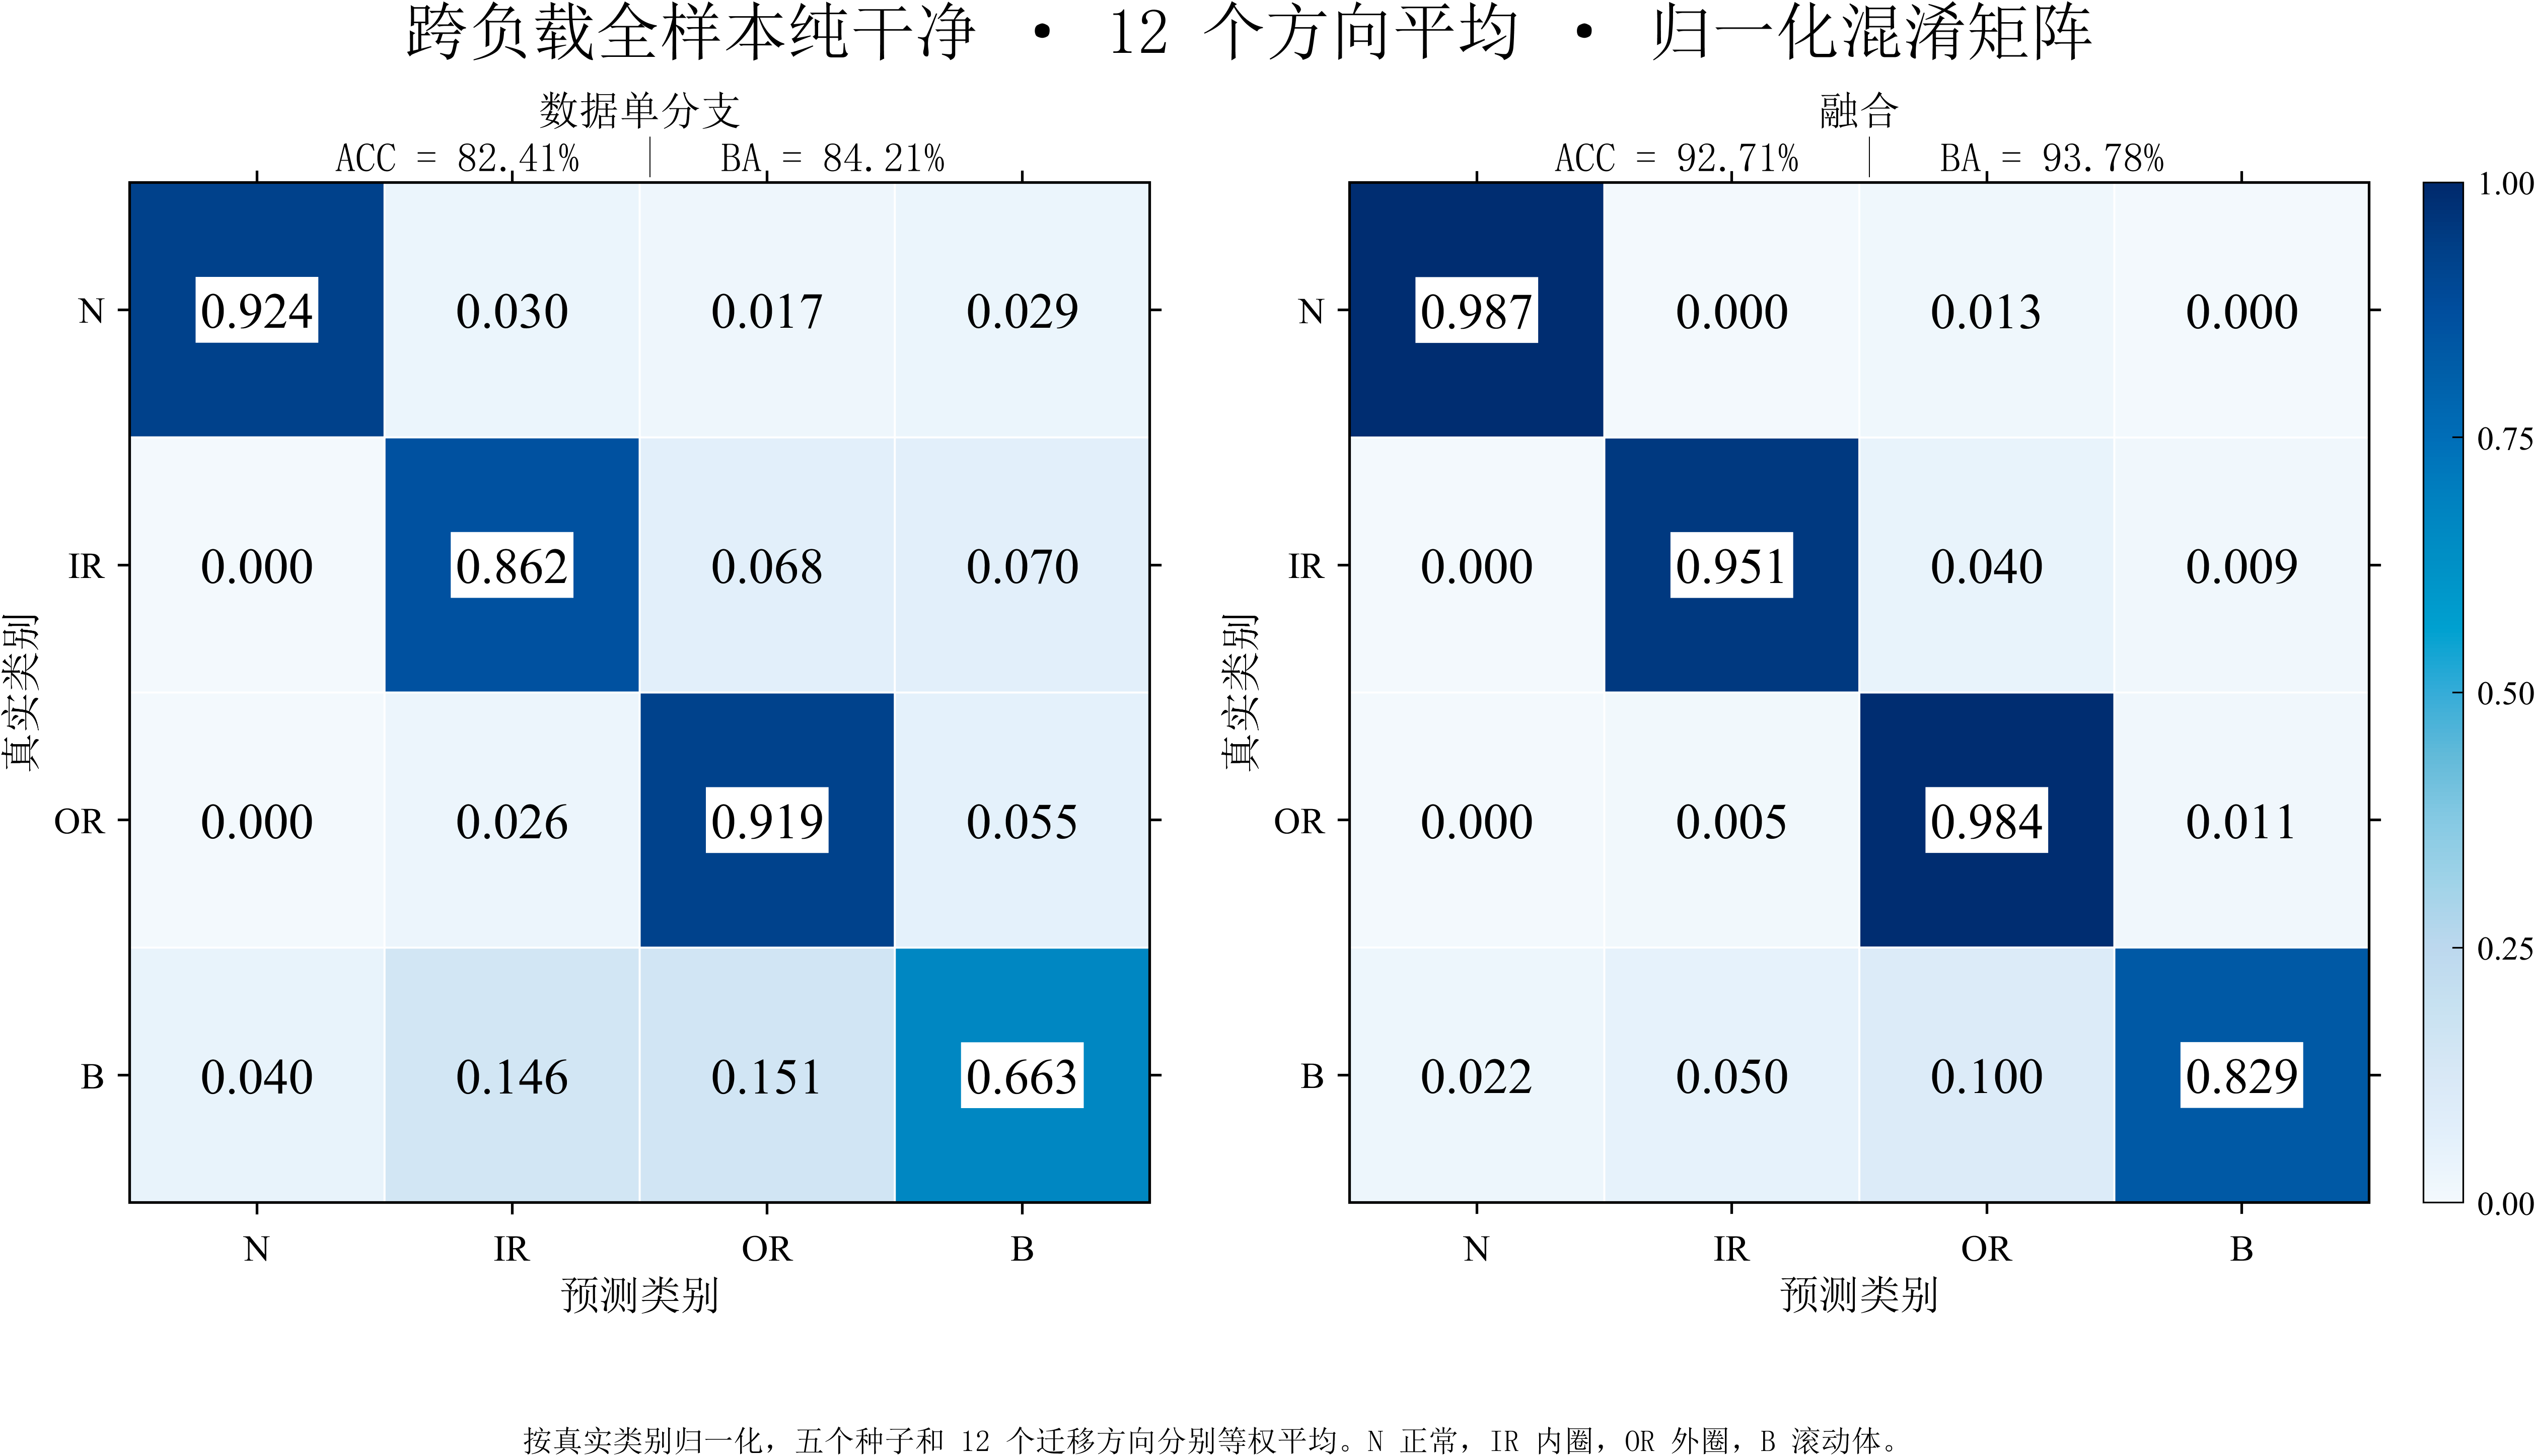 跨负载全样本纯干净 • 12 个方向平均 • 归一化混淆矩阵
数据单分支
ACC = 82.41% | BA = 84.21%
真实类别
N 0.924 0.030 0.017 0.029
IR 0.000 0.862 0.068 0.070
OR 0.000 0.026 0.919 0.055
B 0.040 0.146 0.151 0.663
N IR OR B
预测类别
融合
ACC = 92.71% | BA = 93.78%
真实类别
N 0.987 0.000 0.013 0.000
IR 0.000 0.951 0.040 0.009
OR 0.000 0.005 0.984 0.011
B 0.022 0.050 0.100 0.829
N IR OR B
预测类别
1.00
0.75
0.50
0.25
0.00
按真实类别归一化，五个种子和 12 个迁移方向分别等权平均。N 正常，IR 内圈，OR 外圈，B 滚动体。